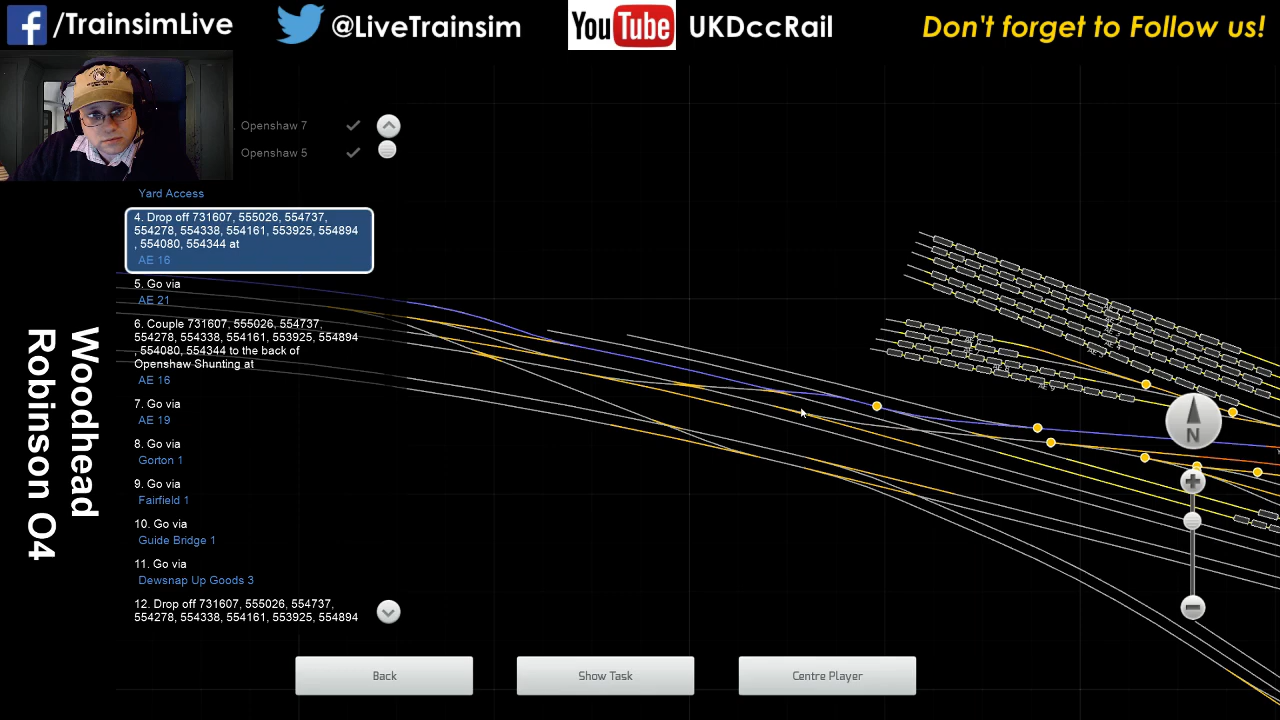 /TrainsimLive
@LiveTrainsim
You Tube
UKDccRail
Don't forget to Follow us!
Openshaw 7
Openshaw 5
Yard Access
4. Drop off 731607, 555026, 554737,
554278, 554338, 554161, 553925, 554894
, 554080, 554344 at
AE 16
5. Go via
AE 21
6. Couple 731607, 555026, 554737,
554278, 554338, 554161, 553925, 554894
, 554080, 554344 to the back of
Openshaw Shunting at
AE 16
7. Go via
AE 19
8. Go via
Gorton 1
9. Go via
Fairfield 1
10. Go via
Guide Bridge 1
11. Go via
Dewsnap Up Goods 3
12. Drop off 731607, 555026, 554737,
554278, 554338, 554161, 553925, 554894
Woodhead
Robinson O4
N
Back
Show Task
Centre Player